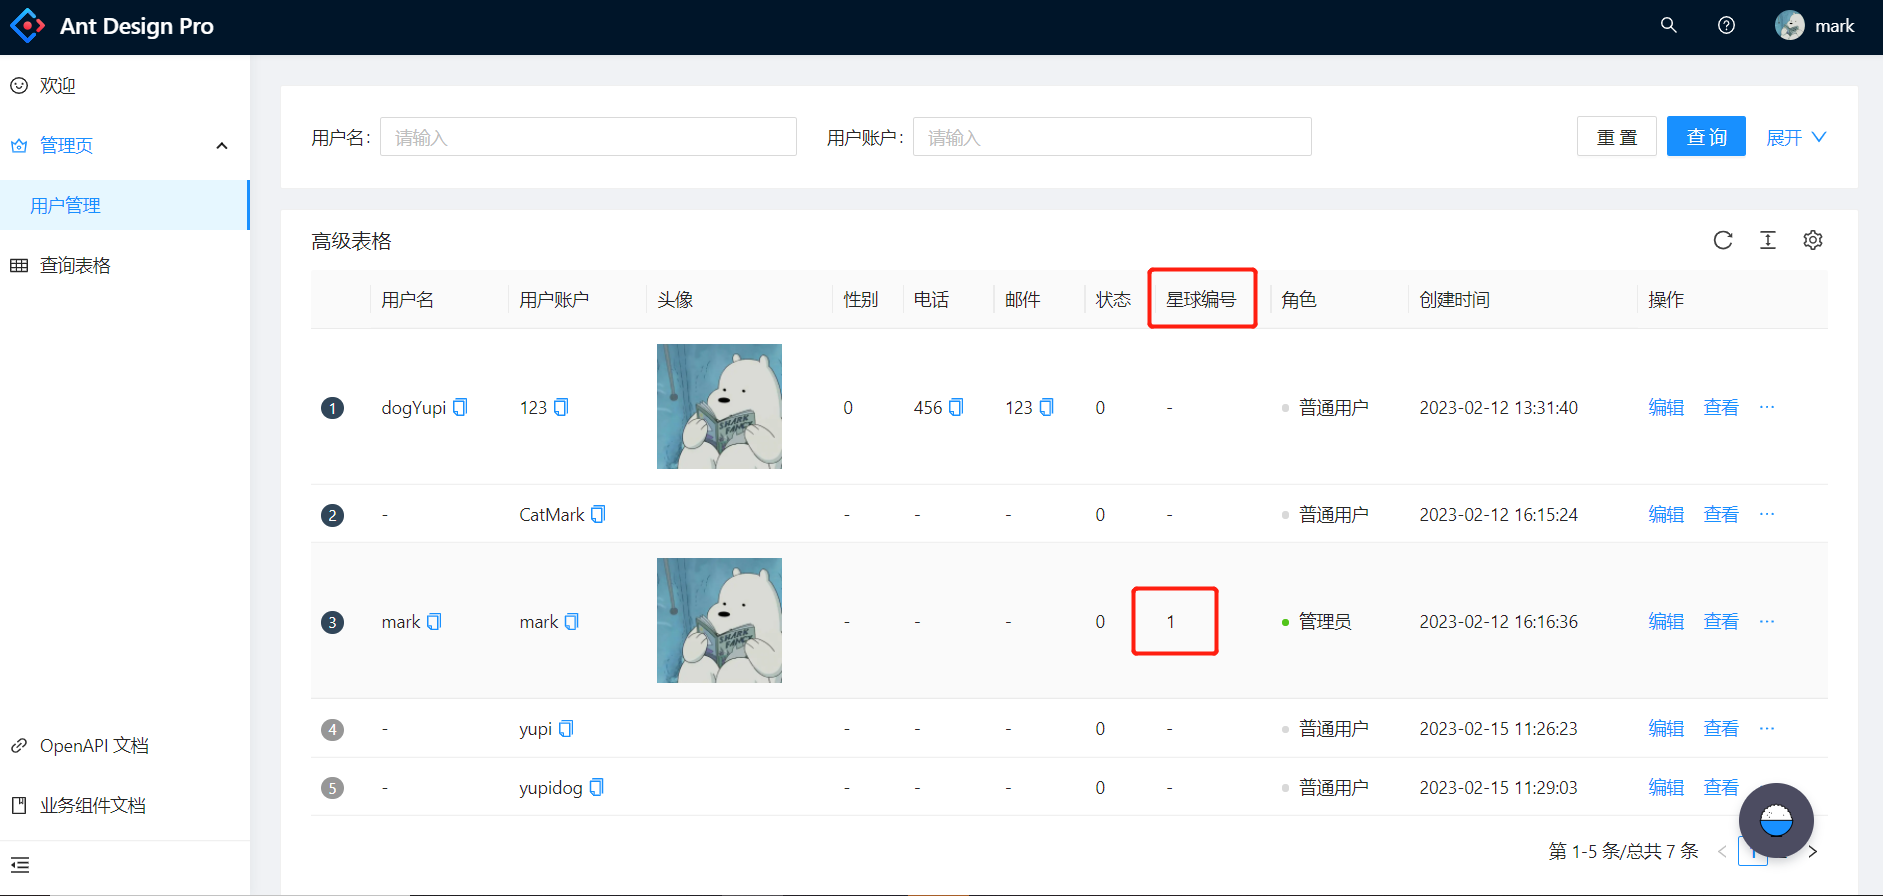 Ant Design Pro
mark
欢迎
管理页
用户管理
查询表格
OpenAPI 文档
业务组件文档
用户名: 请输入 用户账户: 请输入 重 置 查 询 展开
高级表格
用户名 用户账户 头像 性别 电话 邮件 状态 星球编号 角色 创建时间 操作
1 dogYupi 123 0 456 123 0 - 普通用户 2023-02-12 13:31:40 编辑 查看 ···
SHARK FANCY
2 - CatMark - - - 0 - 普通用户 2023-02-12 16:15:24 编辑 查看 ···
3 mark mark - - - 0 1 管理员 2023-02-12 16:16:36 编辑 查看 ···
SHARK FANCY
4 - yupi - - - 0 - 普通用户 2023-02-15 11:26:23 编辑 查看 ···
5 - yupidog - - - 0 - 普通用户 2023-02-15 11:29:03 编辑 查看
第 1-5 条/总共 7 条 < 1 >